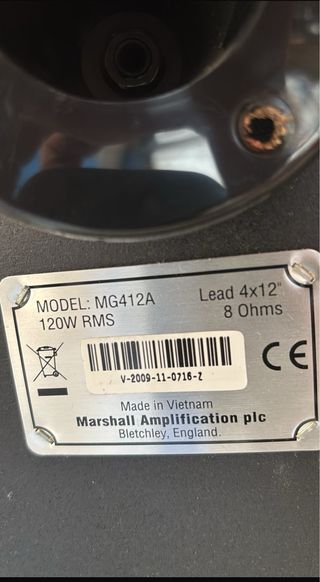 MODEL: MG412A Lead 4x12"
120W RMS 8 Ohms
V-2009-11-0716-Z
CE
Made in Vietnam
Marshall Amplification plc
Bletchley, England.